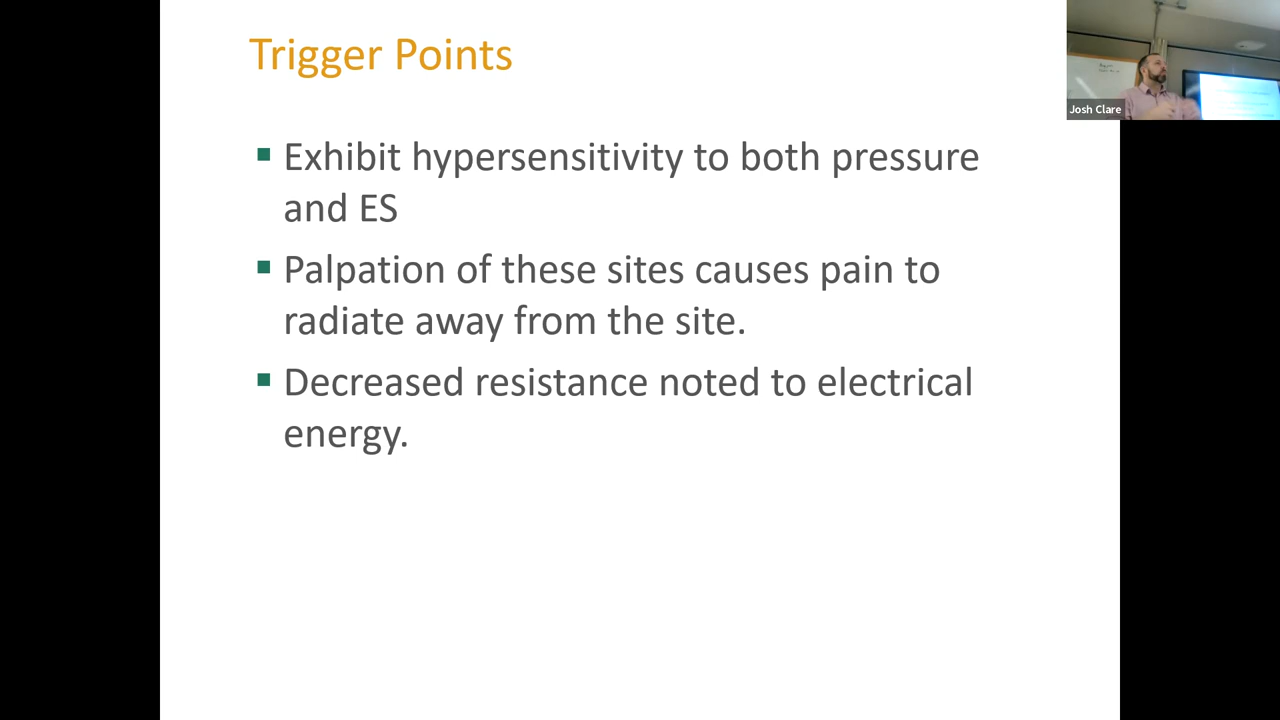 Trigger Points
Exhibit hypersensitivity to both pressure
and ES
Palpation of these sites causes pain to
radiate away from the site.
Decreased resistance noted to electrical
energy.
Josh Clare